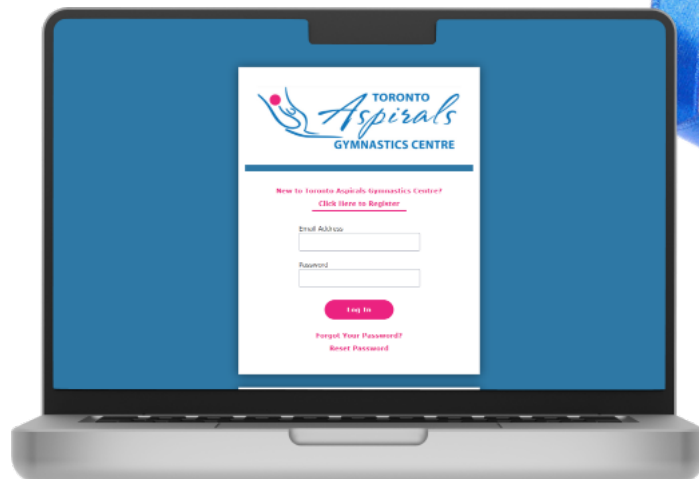 TORONTO
Aspirals
GYMNASTICS CENTRE
New to Toronto Aspirals Gymnastics Centre?
Click Here to Register
Email Address
Password
Log In
Forgot Your Password?
Reset Password